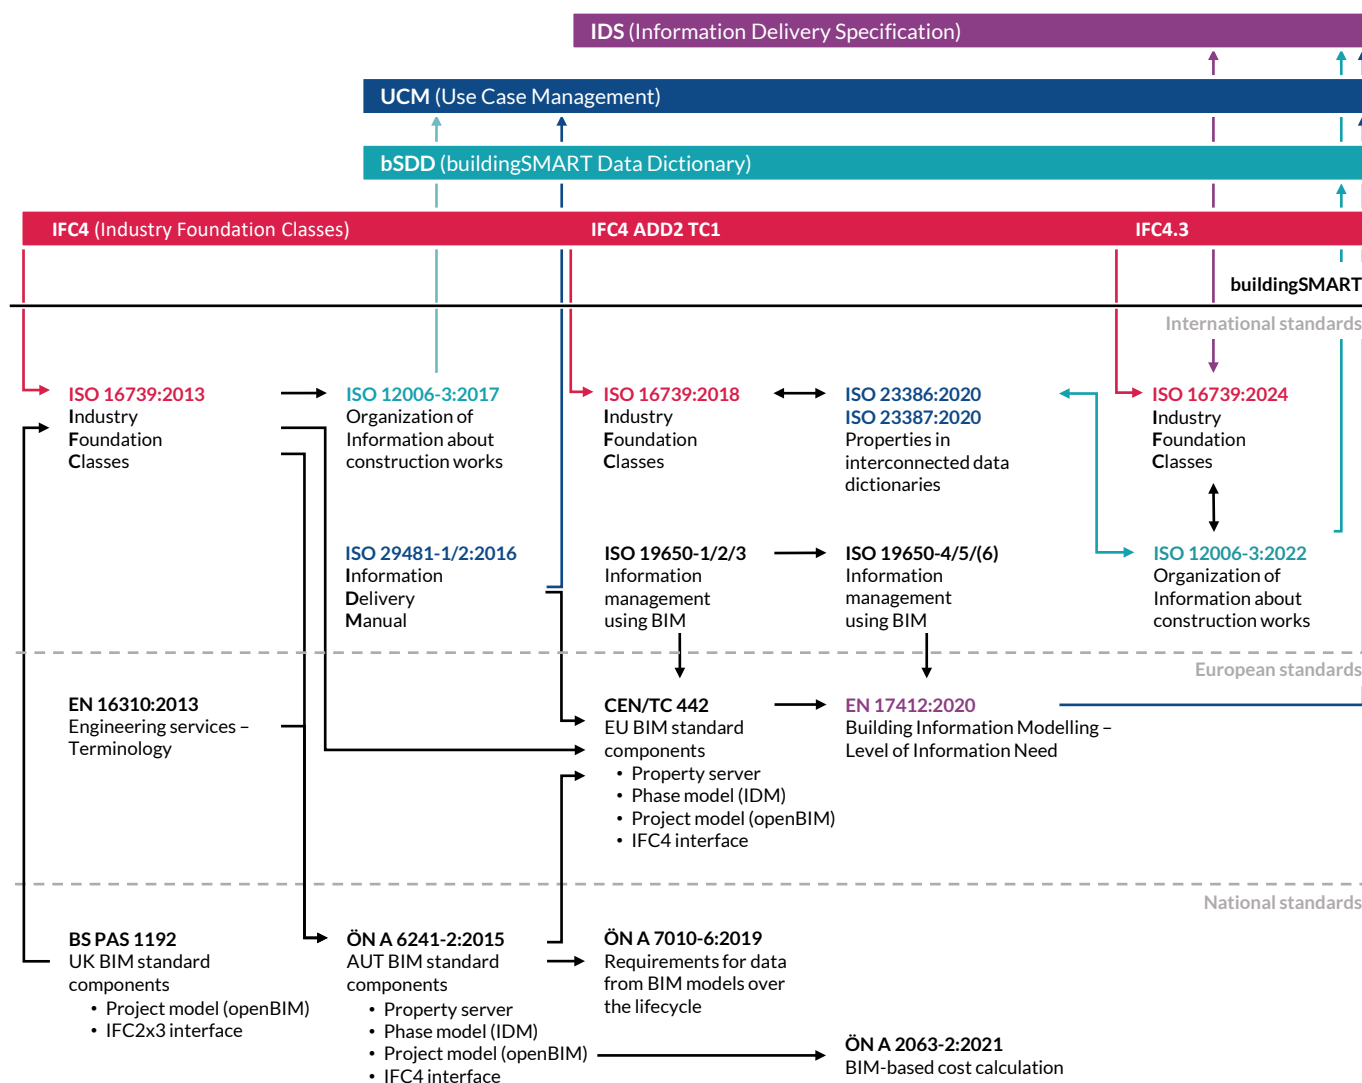 IDS (Information Delivery Specification)
UCM (Use Case Management)
bSDD (buildingSMART Data Dictionary)
IFC4 (Industry Foundation Classes)
IFC4 ADD2 TC1
IFC4.3
buildingSMART
International standards
ISO 16739:2013
Industry
Foundation
Classes
ISO 12006-3:2017
Organization of
Information about
construction works
ISO 16739:2018
Industry
Foundation
Classes
ISO 23386:2020
ISO 23387:2020
Properties in
interconnected data
dictionaries
ISO 16739:2024
Industry
Foundation
Classes
ISO 29481-1/2:2016
Information
Delivery
Manual
ISO 19650-1/2/3
Information
management
using BIM
ISO 19650-4/5/(6)
Information
management
using BIM
ISO 12006-3:2022
Organization of
Information about
construction works
European standards
EN 16310:2013
Engineering services –
Terminology
CEN/TC 442
EU BIM standard
components
• Property server
• Phase model (IDM)
• Project model (openBIM)
• IFC4 interface
EN 17412:2020
Building Information Modelling –
Level of Information Need
National standards
BS PAS 1192
UK BIM standard
components
• Project model (openBIM)
• IFC2x3 interface
ÖN A 6241-2:2015
AUT BIM standard
components
• Property server
• Phase model (IDM)
• Project model (openBIM)
• IFC4 interface
ÖN A 7010-6:2019
Requirements for data
from BIM models over
the lifecycle
ÖN A 2063-2:2021
BIM-based cost calculation